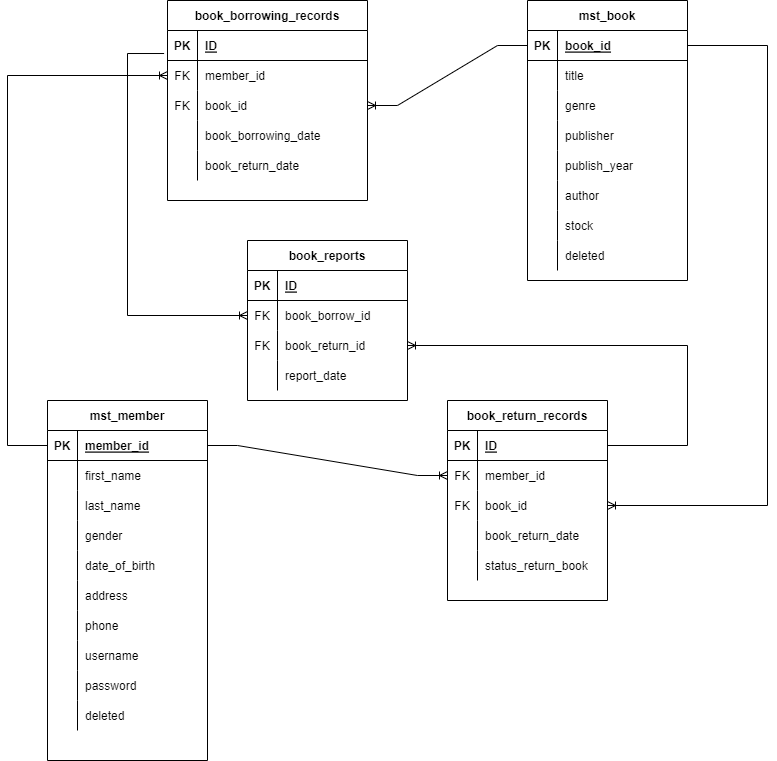 book_borrowing_records
PK ID
FK member_id
FK book_id
book_borrowing_date
book_return_date
mst_book
PK book_id
title
genre
publisher
publish_year
author
stock
deleted
book_reports
PK ID
FK book_borrow_id
FK book_return_id
report_date
mst_member
PK member_id
first_name
last_name
gender
date_of_birth
address
phone
username
password
deleted
book_return_records
PK ID
FK member_id
FK book_id
book_return_date
status_return_book